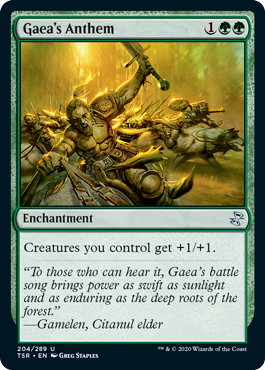 Gaea's Anthem 1
Enchantment
Creatures you control get +1/+1.
"To those who can hear it, Gaea's battle
song brings power as swift as sunlight
and as enduring as the deep roots of the
forest."
—Gamelen, Citanul elder
204/289 U
TSR • EN Greg Staples
™ & © 2020 Wizards of the Coast